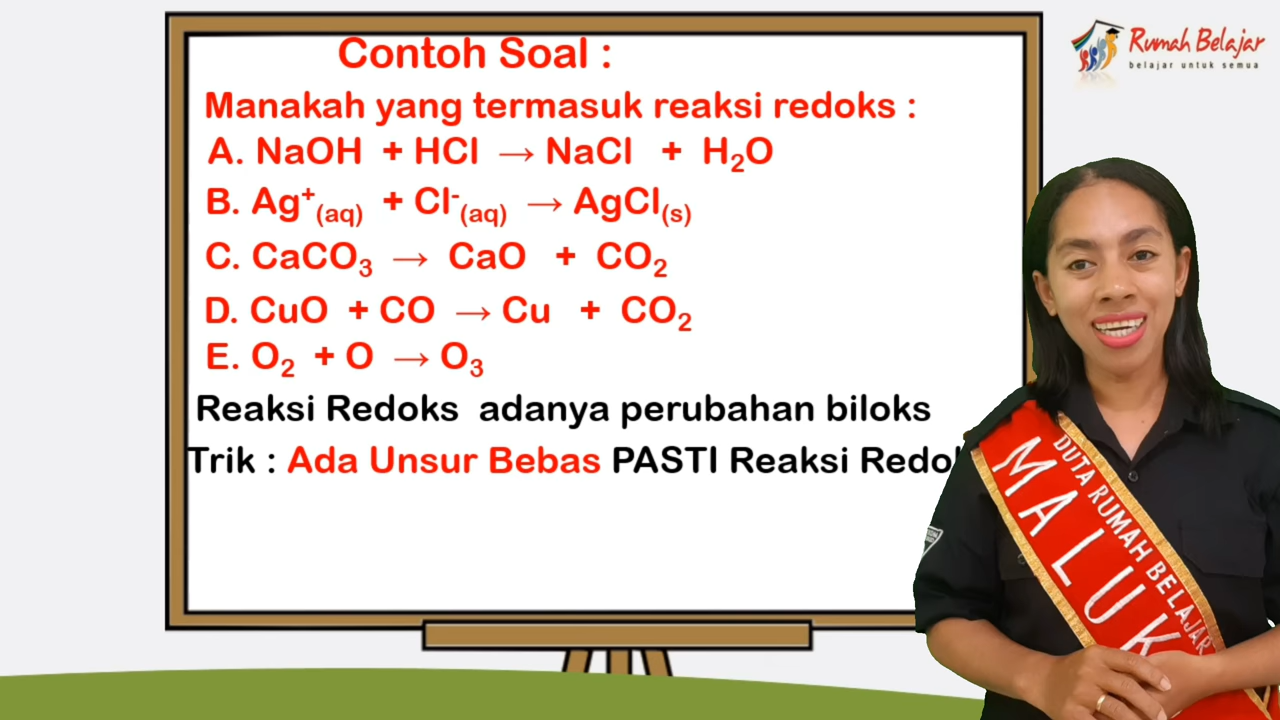 Contoh Soal :
Manakah yang termasuk reaksi redoks :
A. NaOH + HCl → NaCl + H₂O
B. Ag⁺(aq) + Cl⁻(aq) → AgCl(s)
C. CaCO₃ → CaO + CO₂
D. CuO + CO → Cu + CO₂
E. O₂ + O → O₃
Reaksi Redoks adanya perubahan biloks
Trik : Ada Unsur Bebas PASTI Reaksi
Rumah Belajar
belajar untuk semua
DUTA RUMAH BELAJAR
MALUK